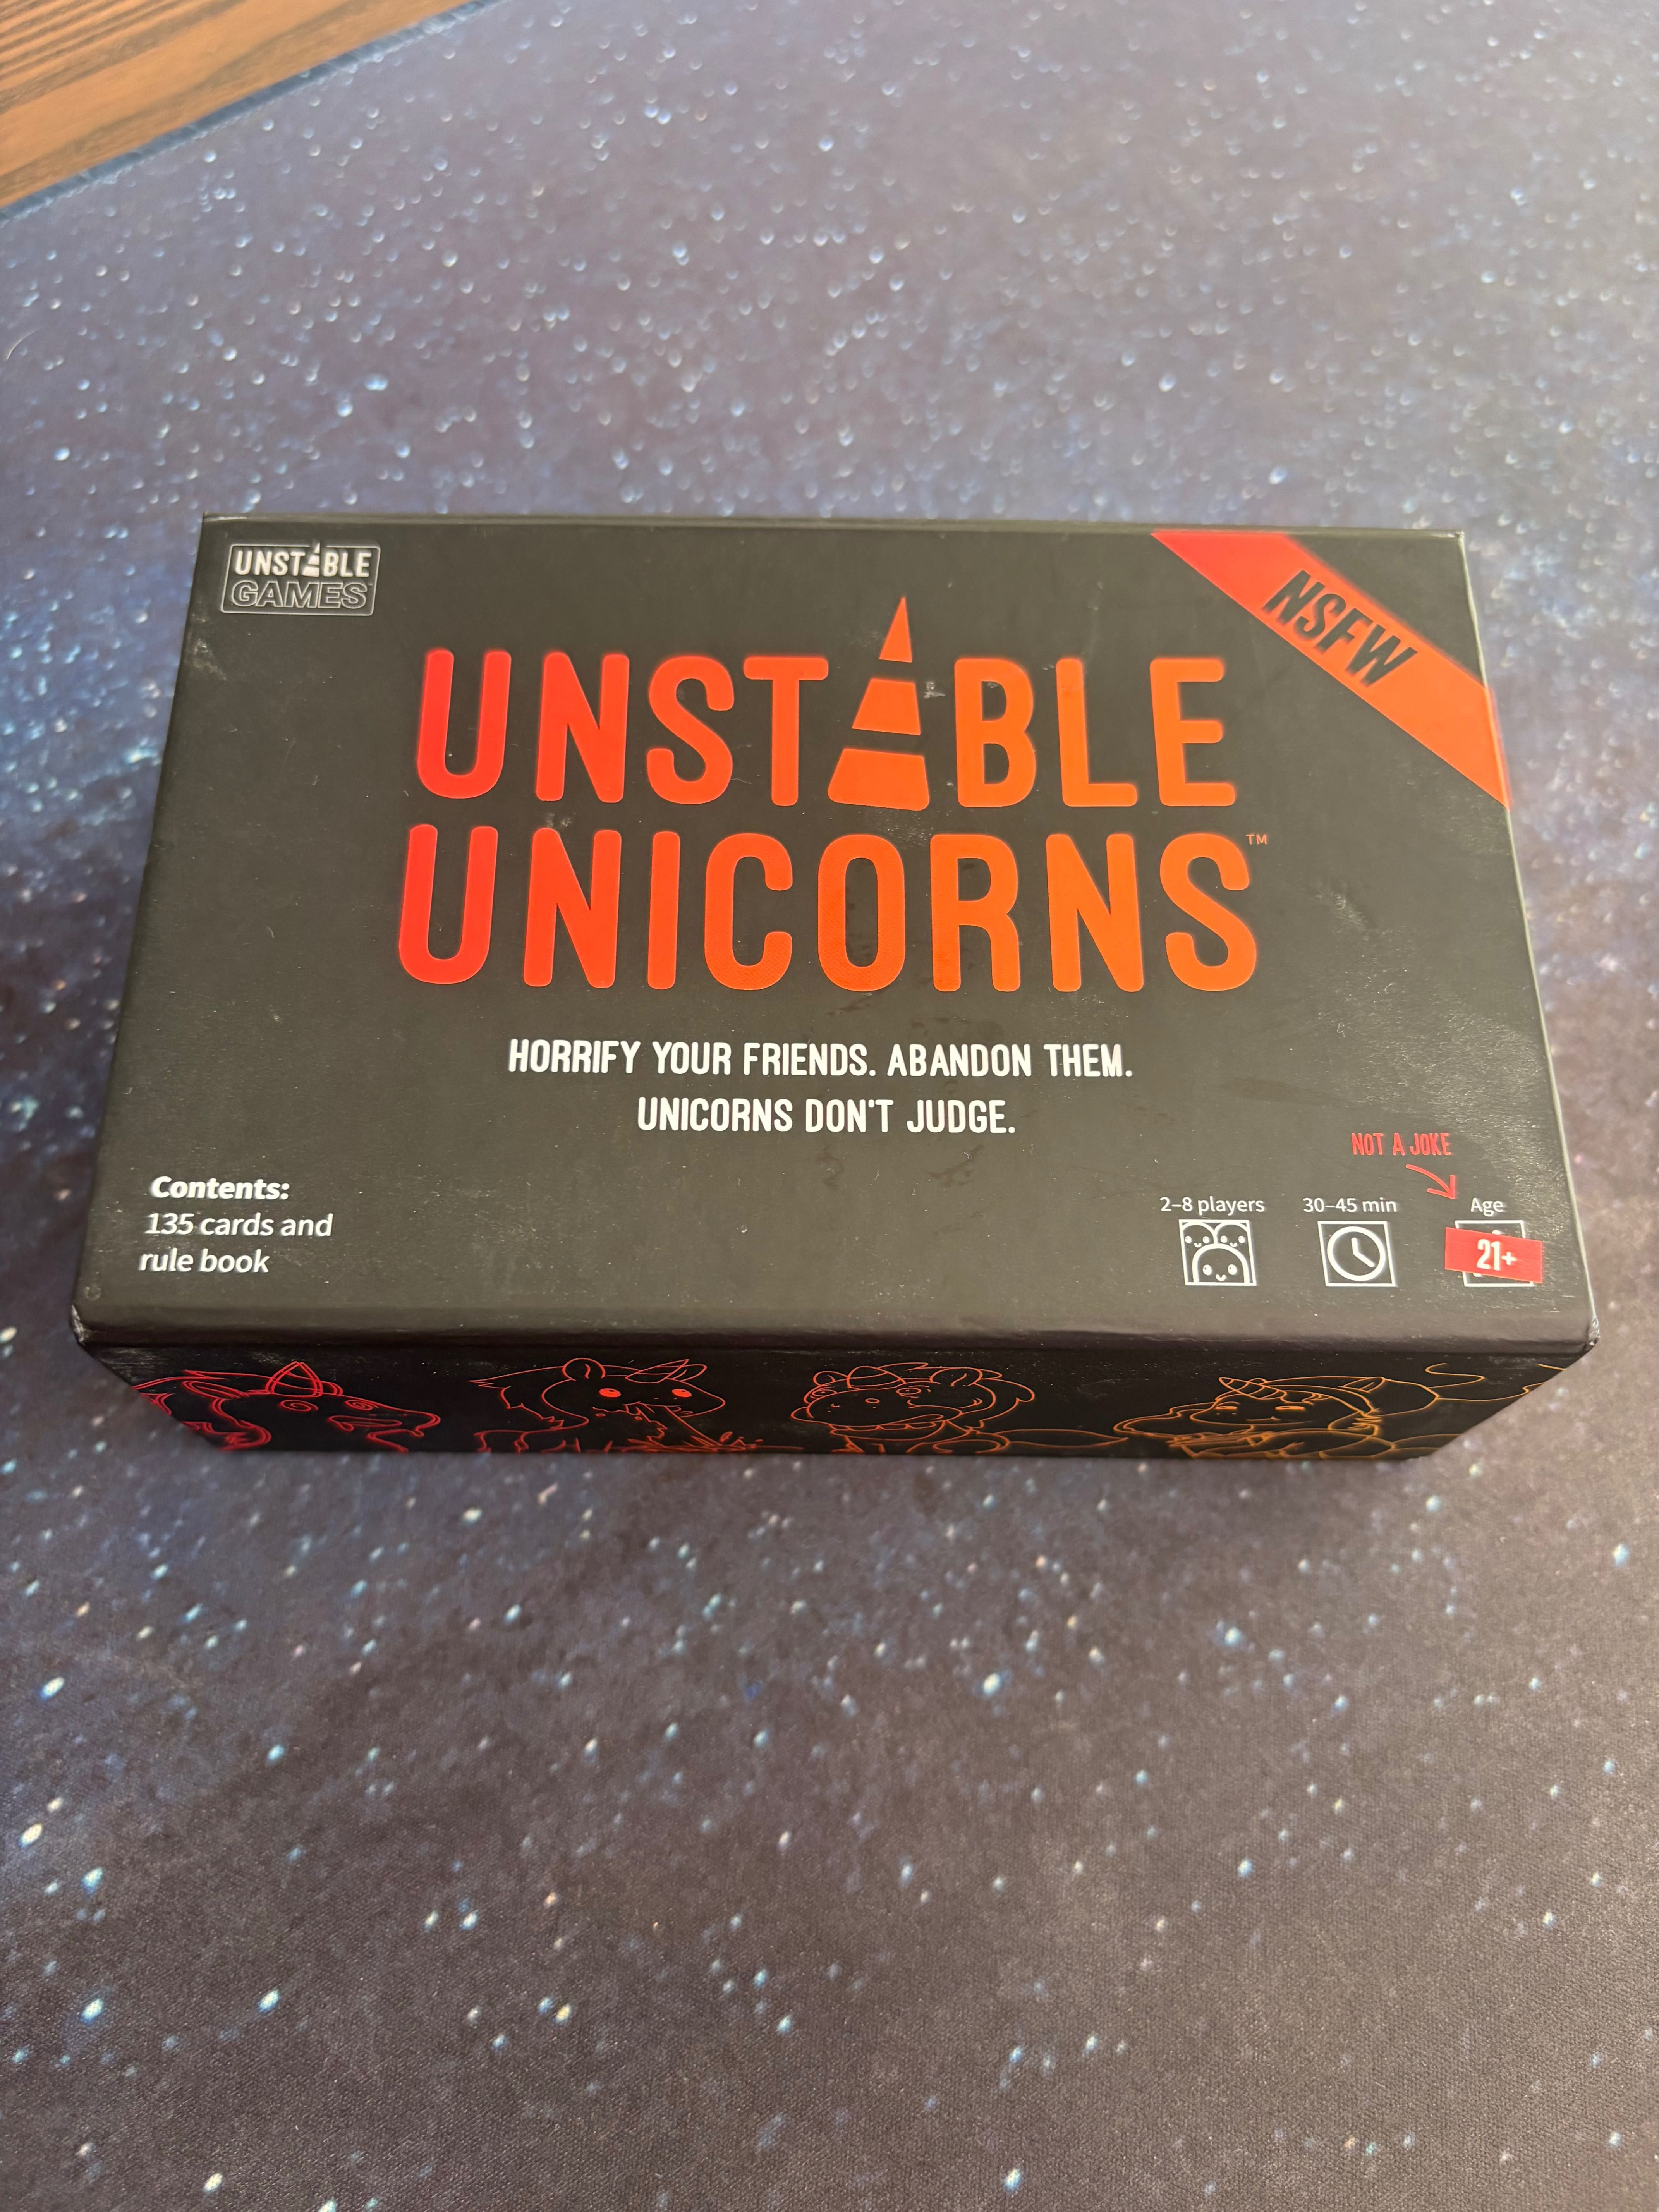 UNSTABLE
GAMES
NSFW
UNSTABLE
UNICORNS™
HORRIFY YOUR FRIENDS. ABANDON THEM.
UNICORNS DON'T JUDGE.
NOT A JOKE
Contents:
135 cards and
rule book
2–8 players
30–45 min
Age
21+